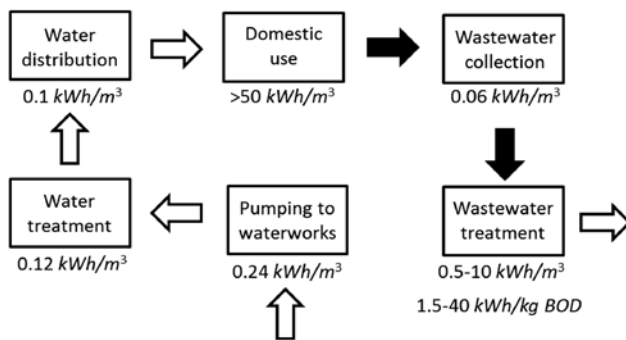 Water
distribution
0.1 kWh/m³
Domestic
use
>50 kWh/m³
Wastewater
collection
0.06 kWh/m³
Water
treatment
0.12 kWh/m³
Pumping to
waterworks
0.24 kWh/m³
Wastewater
treatment
0.5-10 kWh/m³
1.5-40 kWh/kg BOD